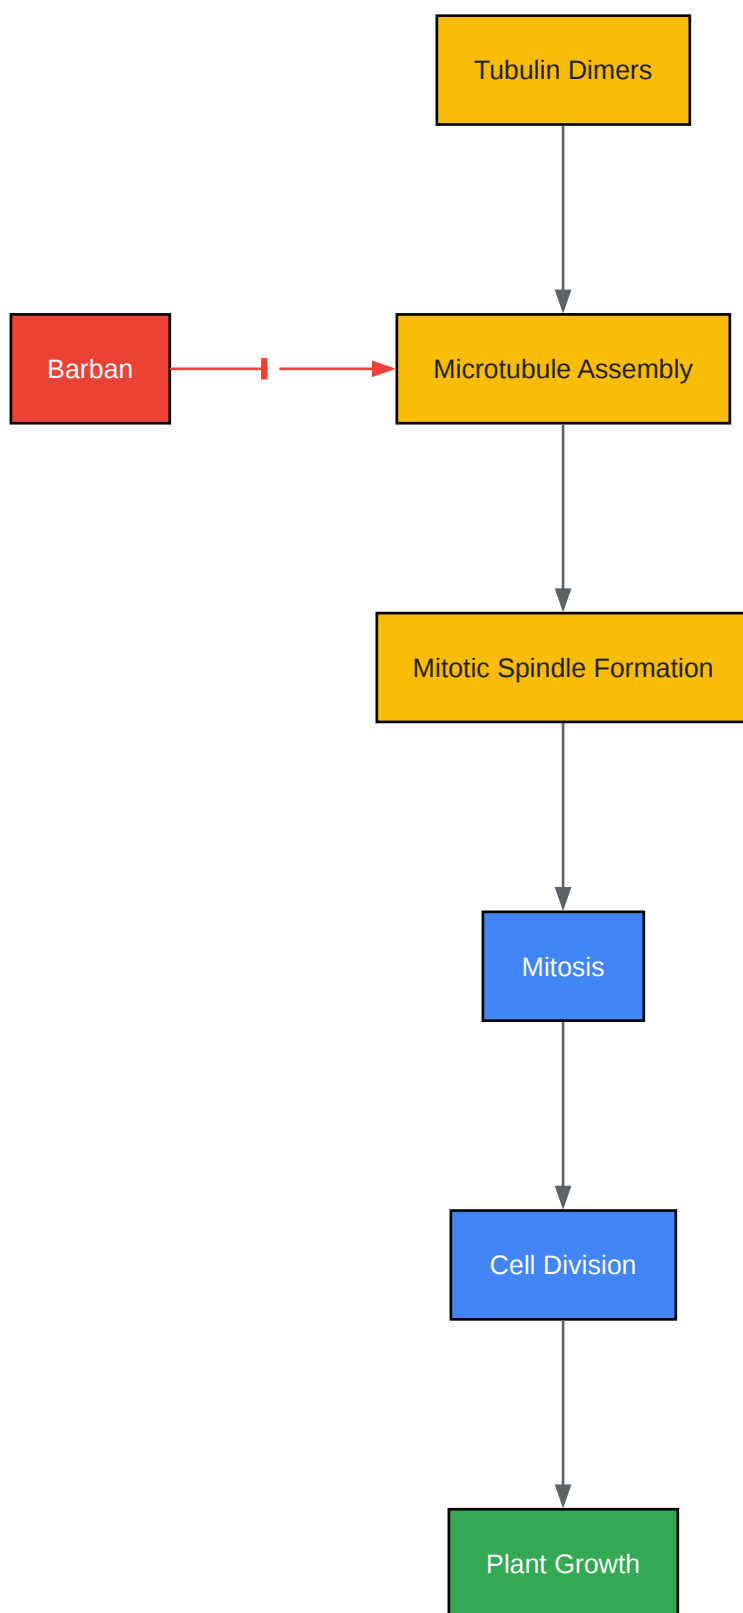 Tubulin Dimers
Barban
Microtubule Assembly
Mitotic Spindle Formation
Mitosis
Cell Division
Plant Growth